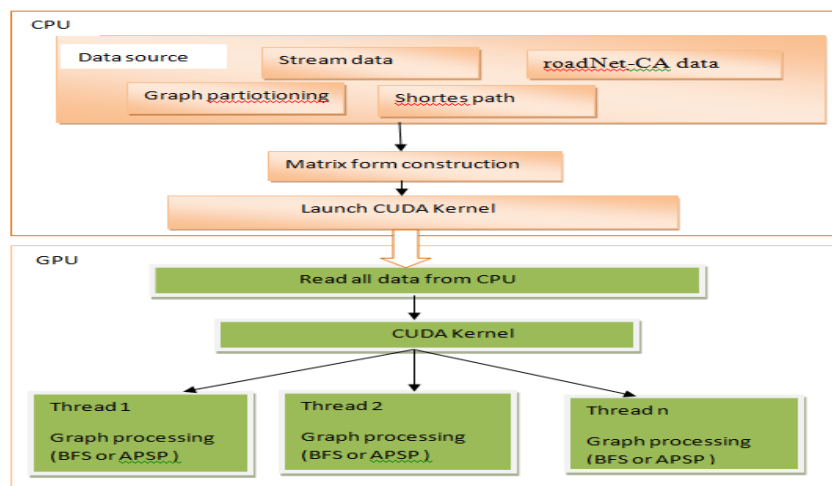 CPU
Data source
Stream data
roadNet-CA data
Graph partiotioning
Shortes path
Matrix form construction
Launch CUDA Kernel
GPU
Read all data from CPU
CUDA Kernel
Thread 1
Graph processing
(BFS or APSP )
Thread 2
Graph processing
(BFS or APSP )
Thread n
Graph processing
(BFS or APSP )